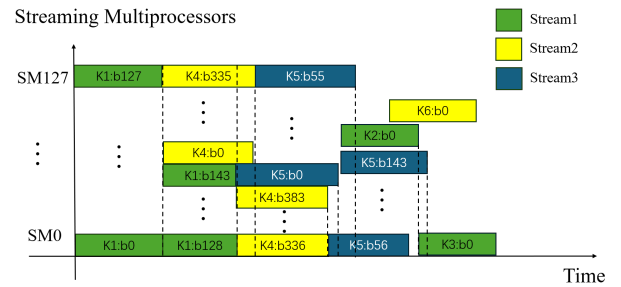 Streaming Multiprocessors
Stream1
Stream2
Stream3
SM127
K1:b127
K4:b335
K5:b55
K6:b0
K2:b0
K4:b0
K5:b143
K1:b143
K5:b0
K4:b383
SM0
K1:b0
K1:b128
K4:b336
K5:b56
K3:b0
Time